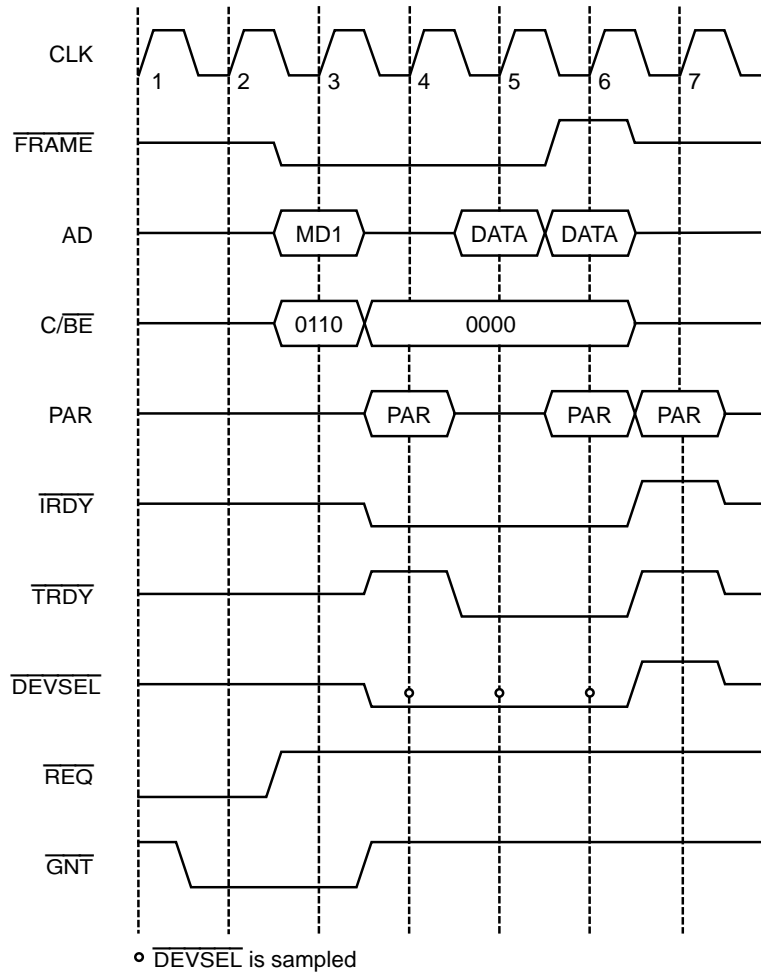 CLK
1 2 3 4 5 6 7
FRAME
AD MD1 DATA DATA
C/BE 0110 0000
PAR PAR PAR PAR
IRDY
TRDY
DEVSEL
REQ
GNT
DEVSEL is sampled